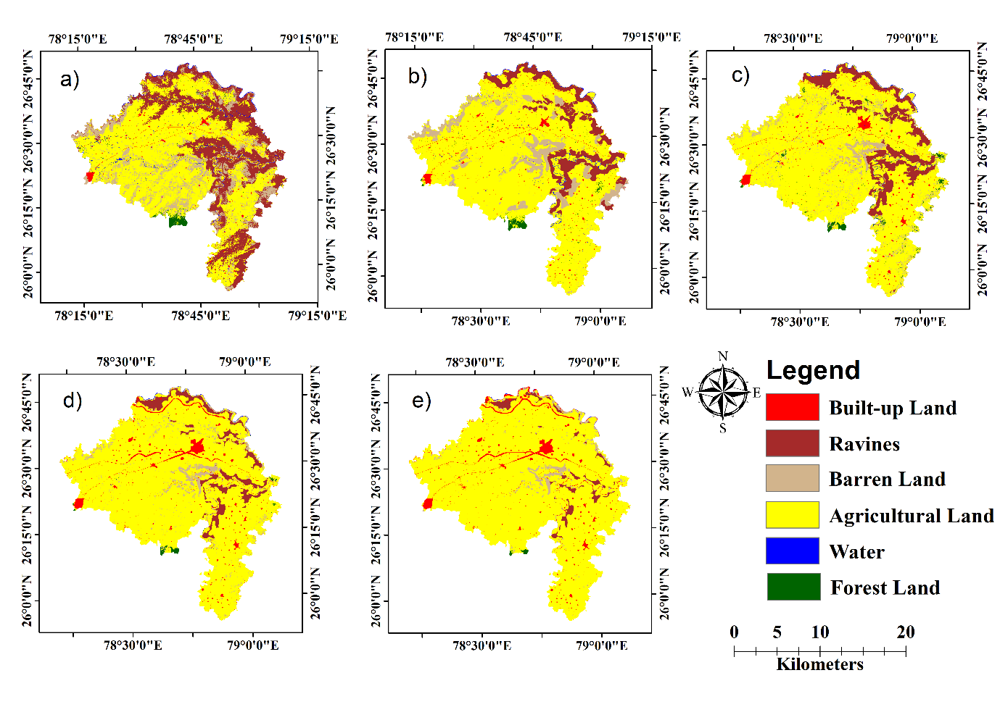 78°15'0"E 78°45'0"E 79°15'0"E
78°15'0"E 78°45'0"E 79°15'0"E
78°30'0"E 79°0'0"E
a)
b)
c)
26°45'0"N
26°30'0"N
26°15'0"N
26°0'0"N
26°30'0"N
26°15'0"N
26°0'0"N
26°45'0"N
26°30'0"N
26°15'0"N
26°0'0"N
26°30'0"N
26°15'0"N
26°0'0"N
26°45'0"N
26°30'0"N
26°15'0"N
26°0'0"N
26°45'0"N
26°30'0"N
26°15'0"N
26°0'0"N
78°15'0"E 78°45'0"E 79°15'0"E
78°30'0"E 79°0'0"E
78°30'0"E 79°0'0"E
78°30'0"E 79°0'0"E
78°30'0"E 79°0'0"E
d)
e)
26°45'0"N
26°30'0"N
26°15'0"N
26°0'0"N
26°45'0"N
26°30'0"N
26°15'0"N
26°0'0"N
26°45'0"N
26°30'0"N
26°15'0"N
26°0'0"N
26°45'0"N
26°30'0"N
26°15'0"N
26°0'0"N
78°30'0"E 79°0'0"E
78°30'0"E 79°0'0"E
N
W E
S
Legend
Built-up Land
Ravines
Barren Land
Agricultural Land
Water
Forest Land
0 5 10 20
Kilometers